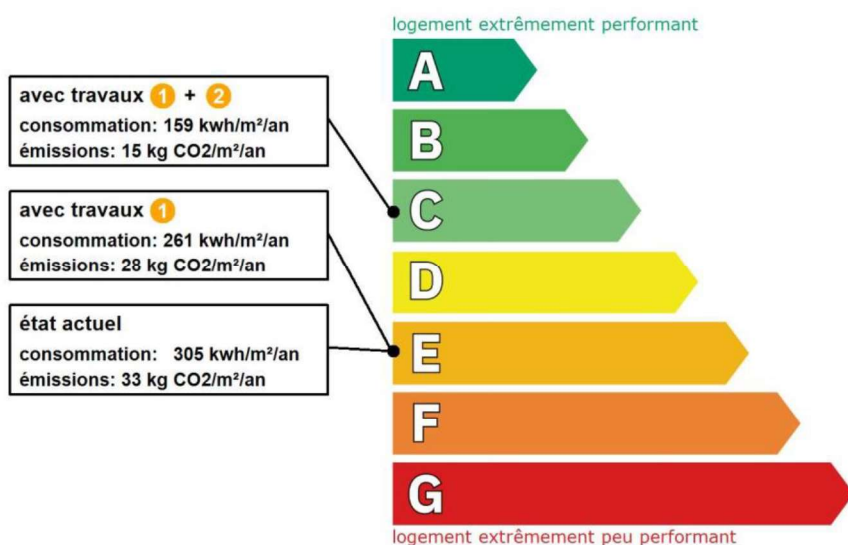 logement extrêmement performant
A
avec travaux 1 + 2
consommation: 159 kwh/m²/an
émissions: 15 kg CO2/m²/an
B
avec travaux 1
consommation: 261 kwh/m²/an
émissions: 28 kg CO2/m²/an
C
D
état actuel
consommation: 305 kwh/m²/an
émissions: 33 kg CO2/m²/an
E
F
G
logement extrêmement peu performant